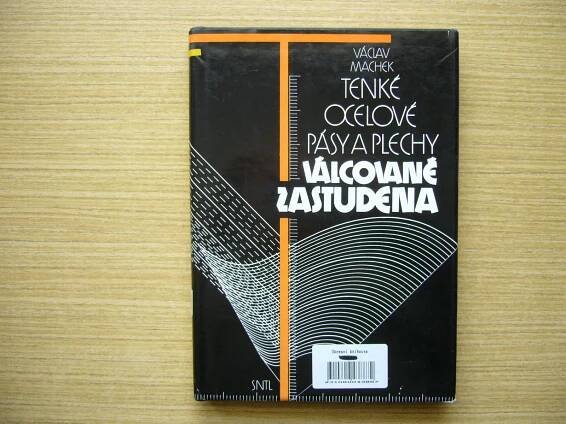 VÁCLAV
MACHEK
TENKÉ
OCELOVÉ
PÁSY A PLECHY
VÁLCOVANÉ
ZASTUDENA
SNTL